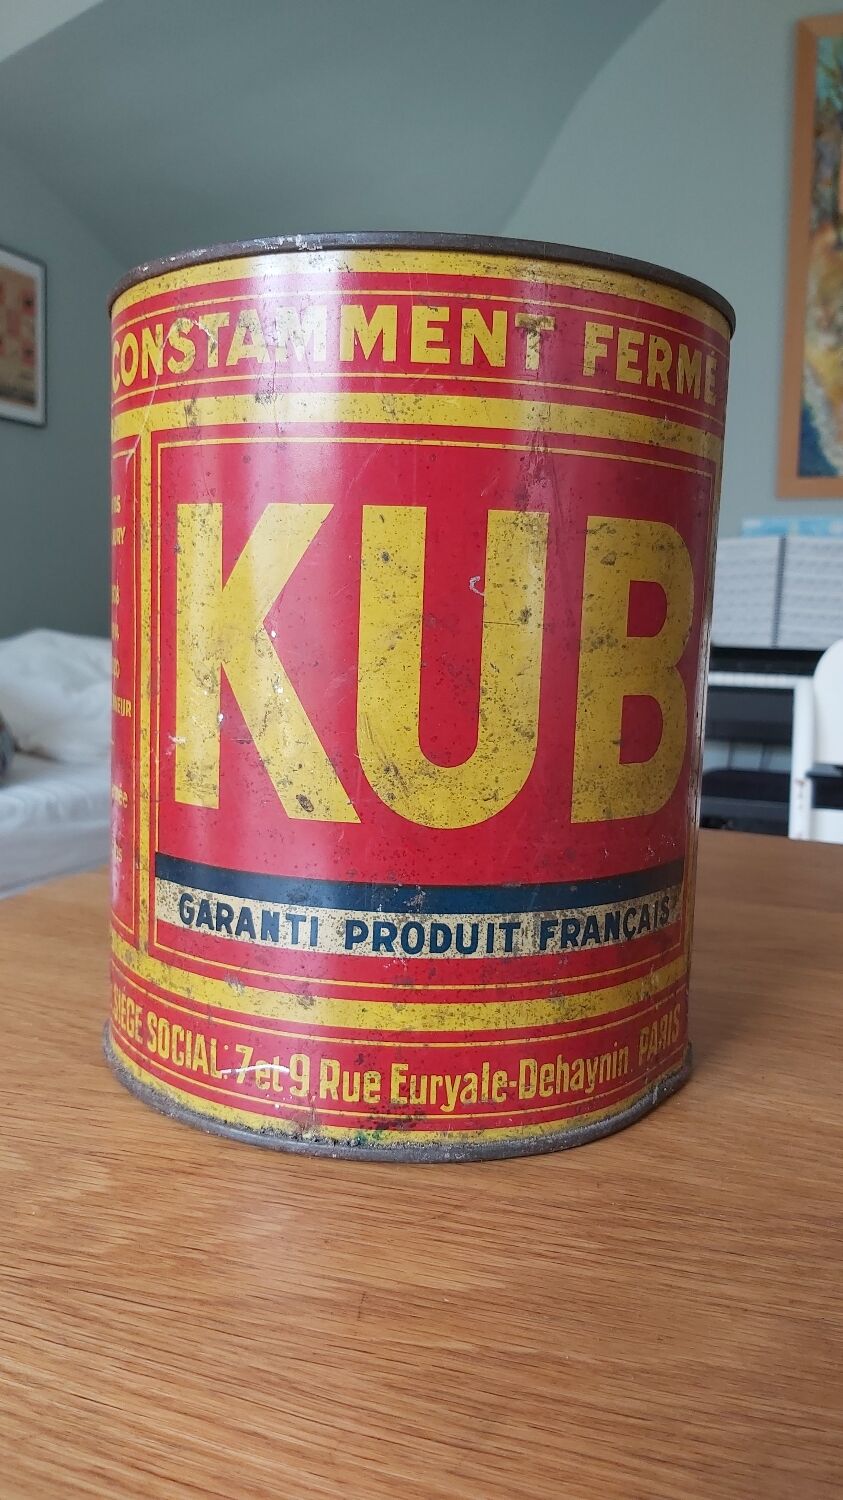 CONSTAMMENT FERMÉ
KUB
GARANTI PRODUIT FRANÇAIS
SIEGE SOCIAL: 7 et 9 Rue Euryale-Dehaynin. PARIS